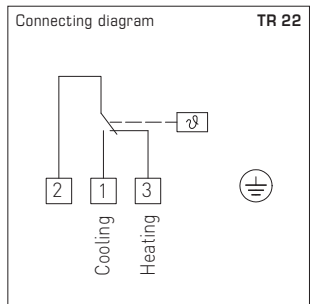 Connecting diagram TR 22
ϑ
2 1 3
Cooling
Heating